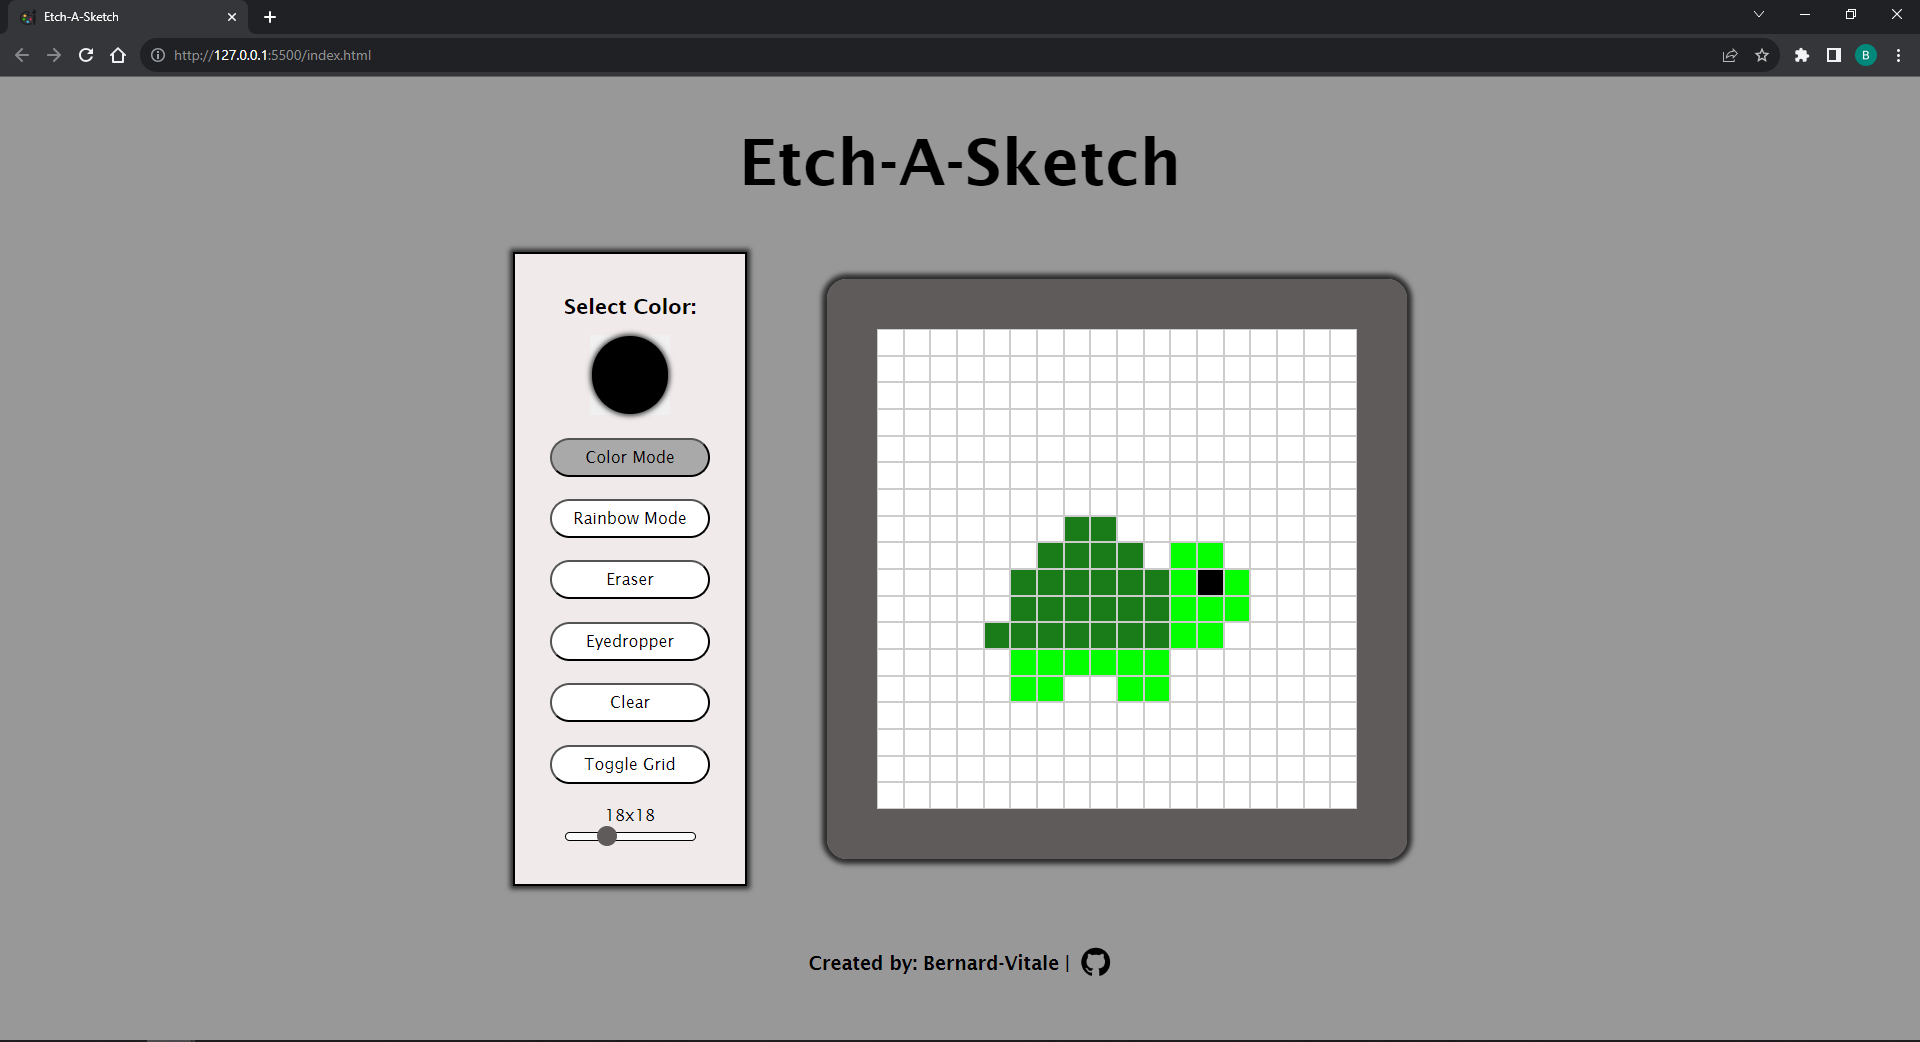 Etch-A-Sketch
http://127.0.0.1:5500/index.html
B
Etch-A-Sketch
Select Color:
Color Mode
Rainbow Mode
Eraser
Eyedropper
Clear
Toggle Grid
18x18
Created by: Bernard-Vitale |